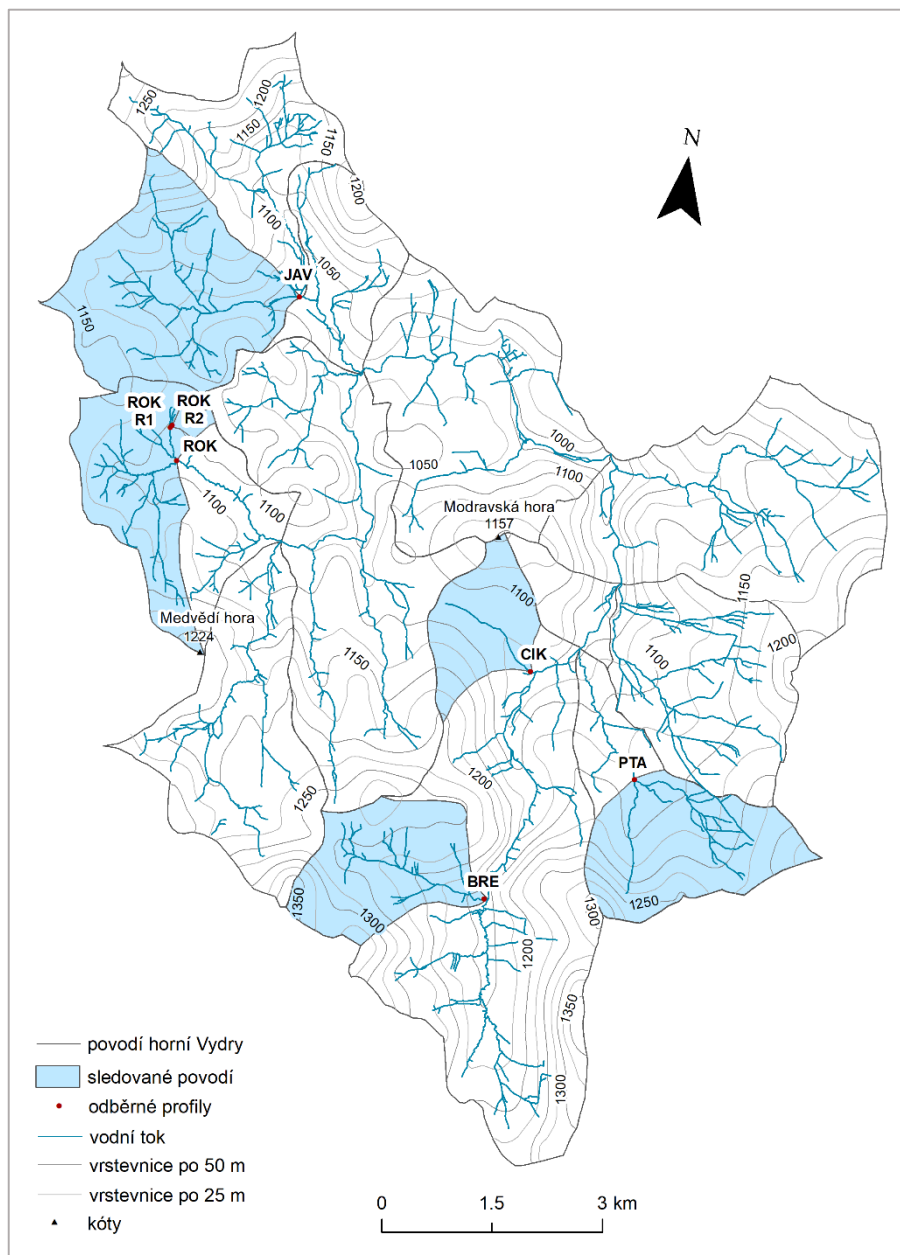 N
1250
1200
1150
1150
1200
1100
1050
JAV
1150
ROK
R1
ROK
R2
ROK
1000
1050
1100
1100
1100
Modravská hora
1157
1100
1150
1200
Medvědí hora
1224
1100
CIK
1150
PTA
1200
1250
BRE
1250
1350
1300
1300
1200
1350
1300
povodí horní Vydry
sledované povodí
odběrné profily
vodní tok
vrstevnice po 50 m
vrstevnice po 25 m
kóty
0
1.5
3 km